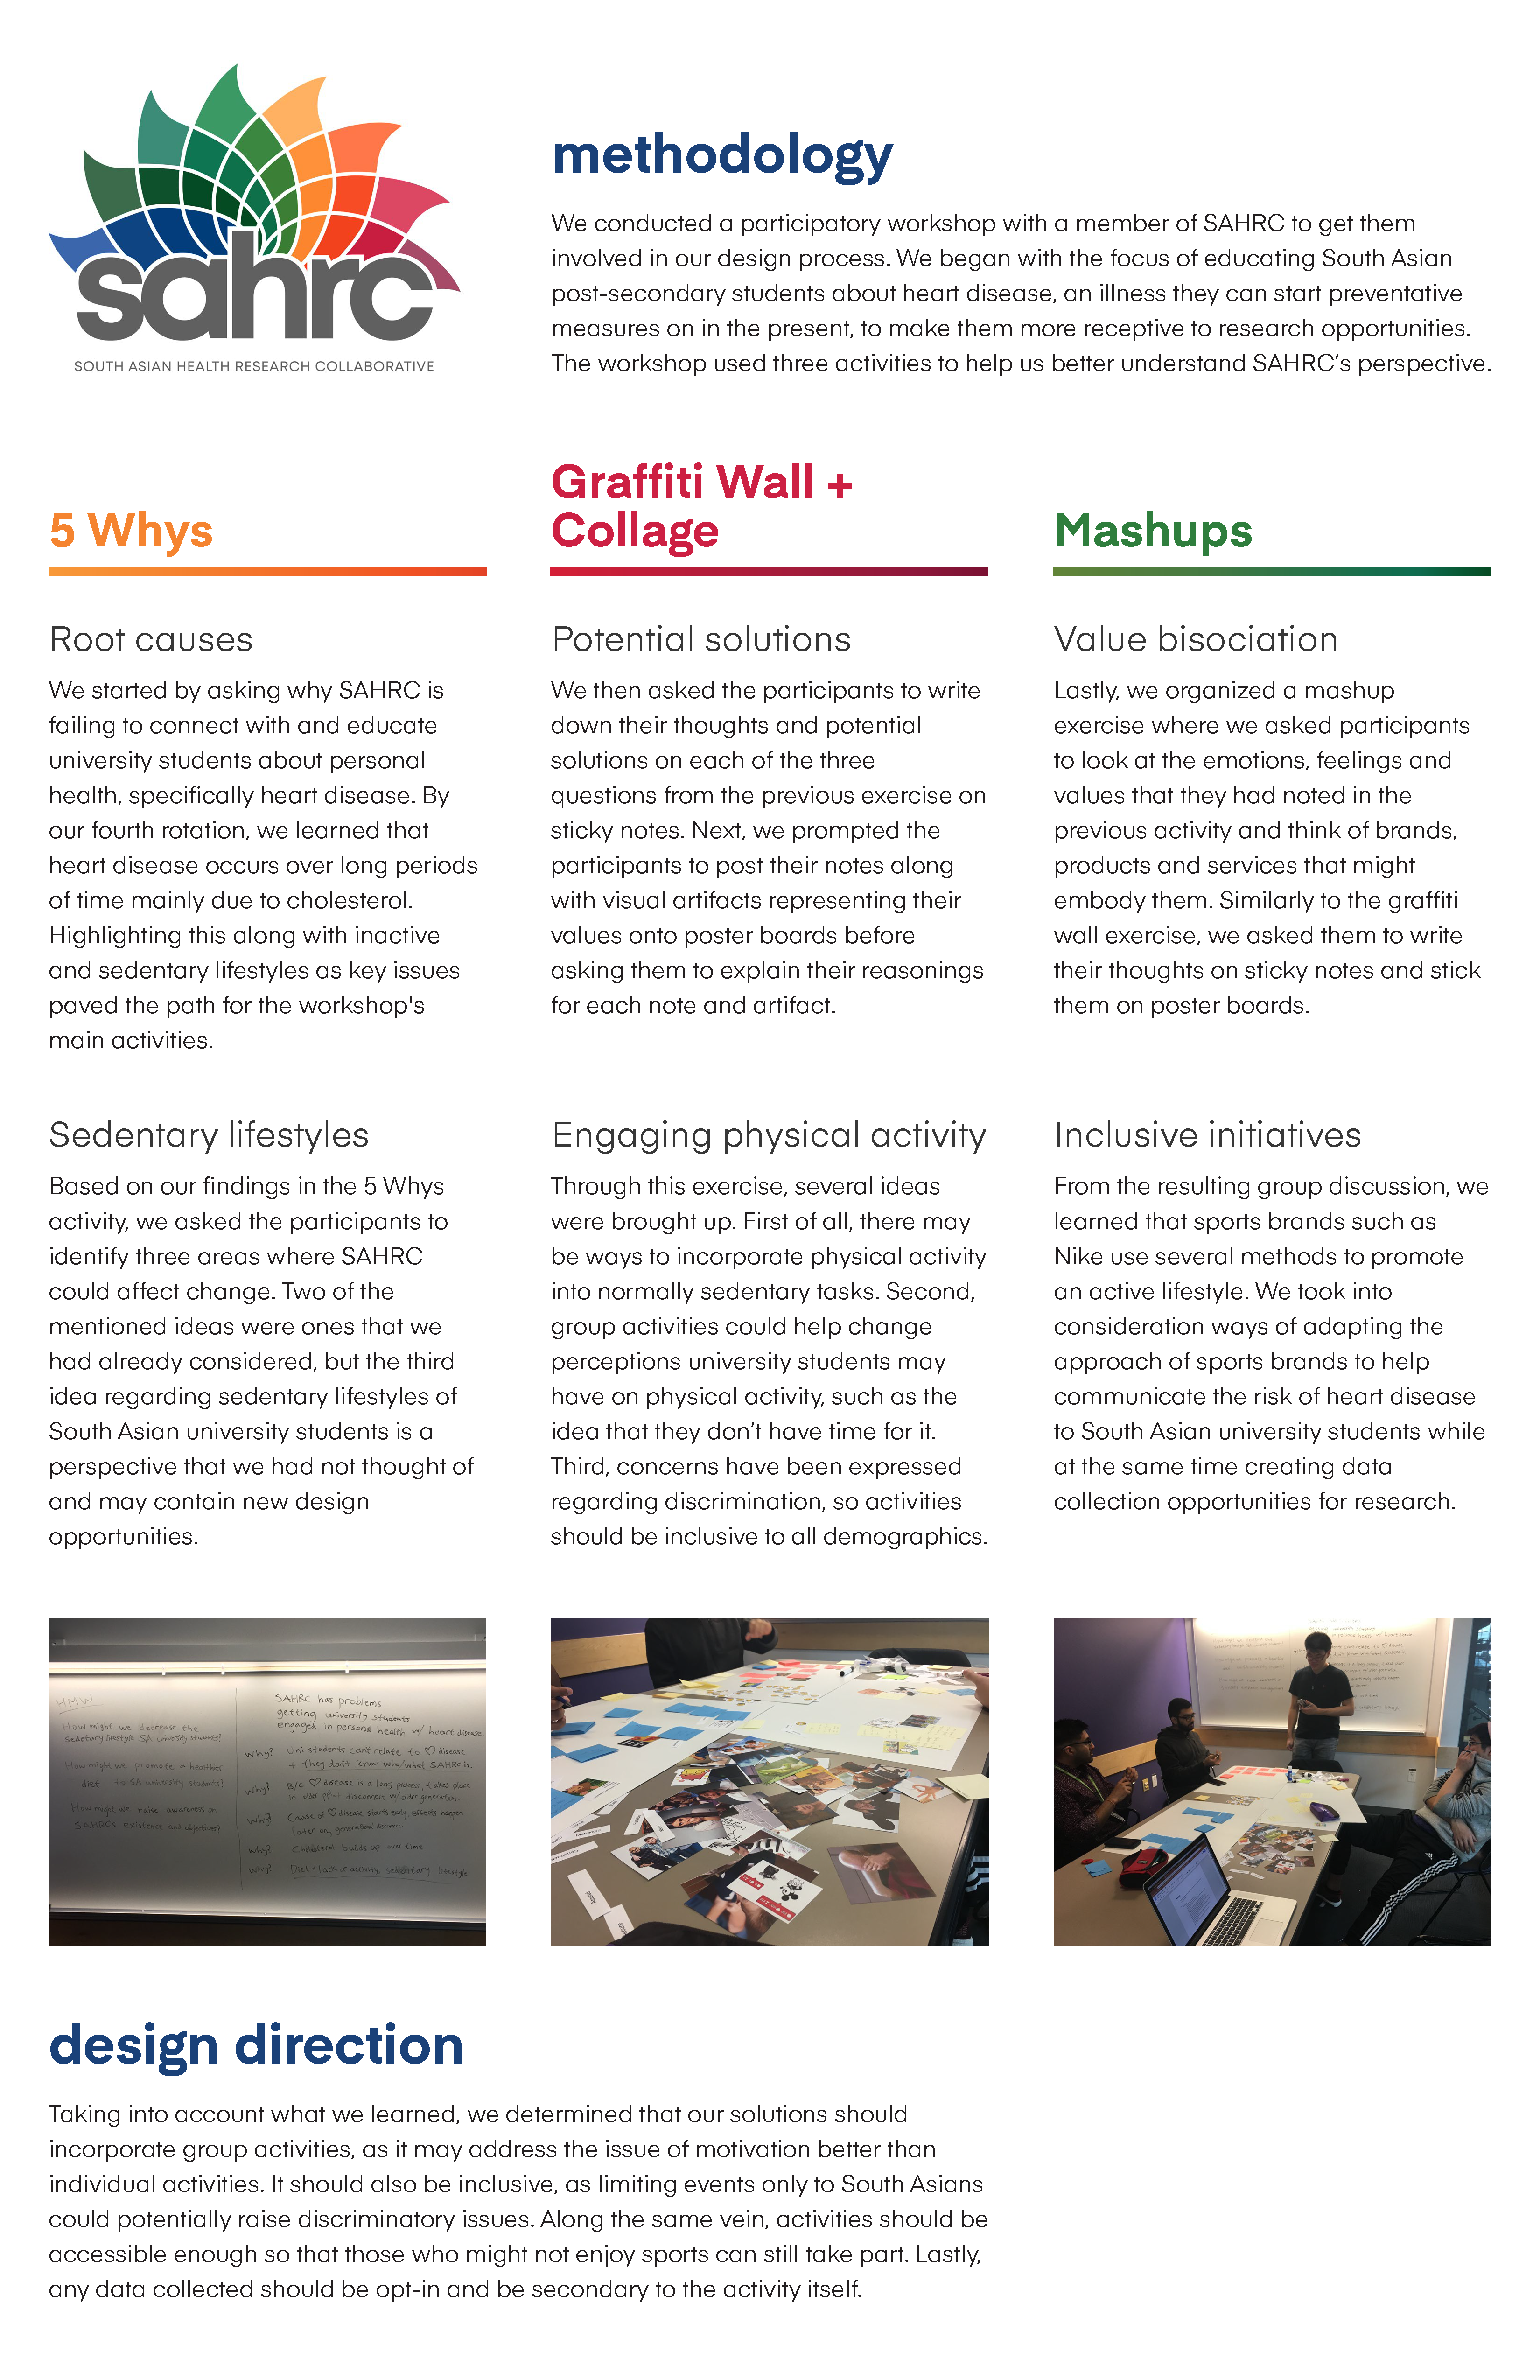 sahrc
SOUTH ASIAN HEALTH RESEARCH COLLABORATIVE
methodology
We conducted a participatory workshop with a member of SAHRC to get them
involved in our design process. We began with the focus of educating South Asian
post-secondary students about heart disease, an illness they can start preventative
measures on in the present, to make them more receptive to research opportunities.
The workshop used three activities to help us better understand SAHRC’s perspective.
5 Whys
Root causes
We started by asking why SAHRC is
failing to connect with and educate
university students about personal
health, specifically heart disease. By
our fourth rotation, we learned that
heart disease occurs over long periods
of time mainly due to cholesterol.
Highlighting this along with inactive
and sedentary lifestyles as key issues
paved the path for the workshop's
main activities.
Sedentary lifestyles
Based on our findings in the 5 Whys
activity, we asked the participants to
identify three areas where SAHRC
could affect change. Two of the
mentioned ideas were ones that we
had already considered, but the third
idea regarding sedentary lifestyles of
South Asian university students is a
perspective that we had not thought of
and may contain new design
opportunities.
Graffiti Wall +
Collage
Potential solutions
We then asked the participants to write
down their thoughts and potential
solutions on each of the three
questions from the previous exercise on
sticky notes. Next, we prompted the
participants to post their notes along
with visual artifacts representing their
values onto poster boards before
asking them to explain their reasonings
for each note and artifact.
Engaging physical activity
Through this exercise, several ideas
were brought up. First of all, there may
be ways to incorporate physical activity
into normally sedentary tasks. Second,
group activities could help change
perceptions university students may
have on physical activity, such as the
idea that they don’t have time for it.
Third, concerns have been expressed
regarding discrimination, so activities
should be inclusive to all demographics.
Mashups
Value bisociation
Lastly, we organized a mashup
exercise where we asked participants
to look at the emotions, feelings and
values that they had noted in the
previous activity and think of brands,
products and services that might
embody them. Similarly to the graffiti
wall exercise, we asked them to write
their thoughts on sticky notes and stick
them on poster boards.
Inclusive initiatives
From the resulting group discussion, we
learned that sports brands such as
Nike use several methods to promote
an active lifestyle. We took into
consideration ways of adapting the
approach of sports brands to help
communicate the risk of heart disease
to South Asian university students while
at the same time creating data
collection opportunities for research.
HMW
How might we decrease the
sedetary lifestyle SA university students?
How might we promote a healthier
diet to SA university students?
How might we raise awareness on
SAHRC's existence and objectives?
SAHRC has problems
getting university students
engaged in personal health w/ heart disease.
Why? Uni students can't relate to ♡ disease
+ they don't know who/what SAHRC is.
Why? B/C ♡ disease is a long process, it takes place
in older disconnect w/ older generation.
Why? Cause of ♡ disease starts early, effects happen
later on, generational
Why? builds up over time
Why? Diet + lack of activity, sedentary lifestyle
design direction
Taking into account what we learned, we determined that our solutions should
incorporate group activities, as it may address the issue of motivation better than
individual activities. It should also be inclusive, as limiting events only to South Asians
could potentially raise discriminatory issues. Along the same vein, activities should be
accessible enough so that those who might not enjoy sports can still take part. Lastly,
any data collected should be opt-in and be secondary to the activity itself.